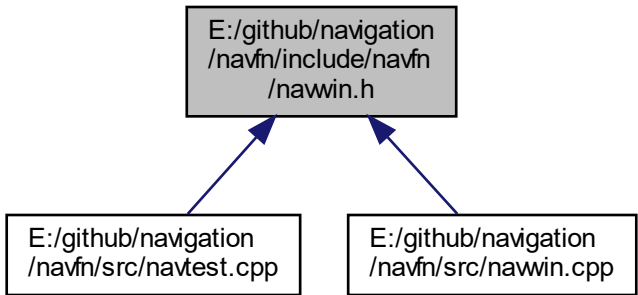 E:/github/navigation
/navfn/include/navfn
/navwin.h
E:/github/navigation
/navfn/src/navtest.cpp
E:/github/navigation
/navfn/src/navwin.cpp